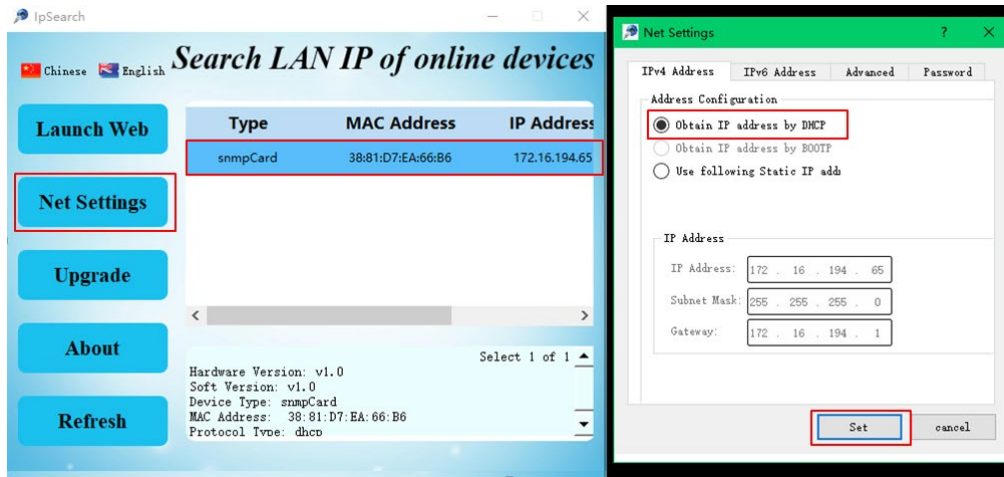 IpSearch
Chinese English
Search LAN IP of online devices
Launch Web
Net Settings
Upgrade
About
Refresh
Type MAC Address IP Address
snmpCard 38:81:D7:EA:66:B6 172.16.194.65
Select 1 of 1
Hardware Version: v1.0
Soft Version: v1.0
Device Type: snmpCard
MAC Address: 38:81:D7:EA:66:B6
Protocol Type: dhcp
Net Settings
IPv4 Address IPv6 Address Advanced Password
Address Configuration
Obtain IP address by DHCP
Obtain IP address by BOOTP
Use following Static IP addr
IP Address
IP Address: 172 . 16 . 194 . 65
Subnet Mask: 255 . 255 . 255 . 0
Gateway: 172 . 16 . 194 . 1
Set cancel